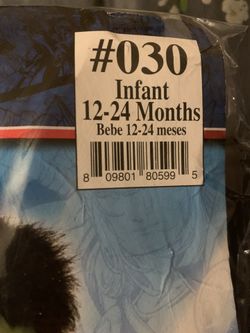 #030
Infant
12-24 Months
Bebe 12-24 meses
8 09801 80599 5